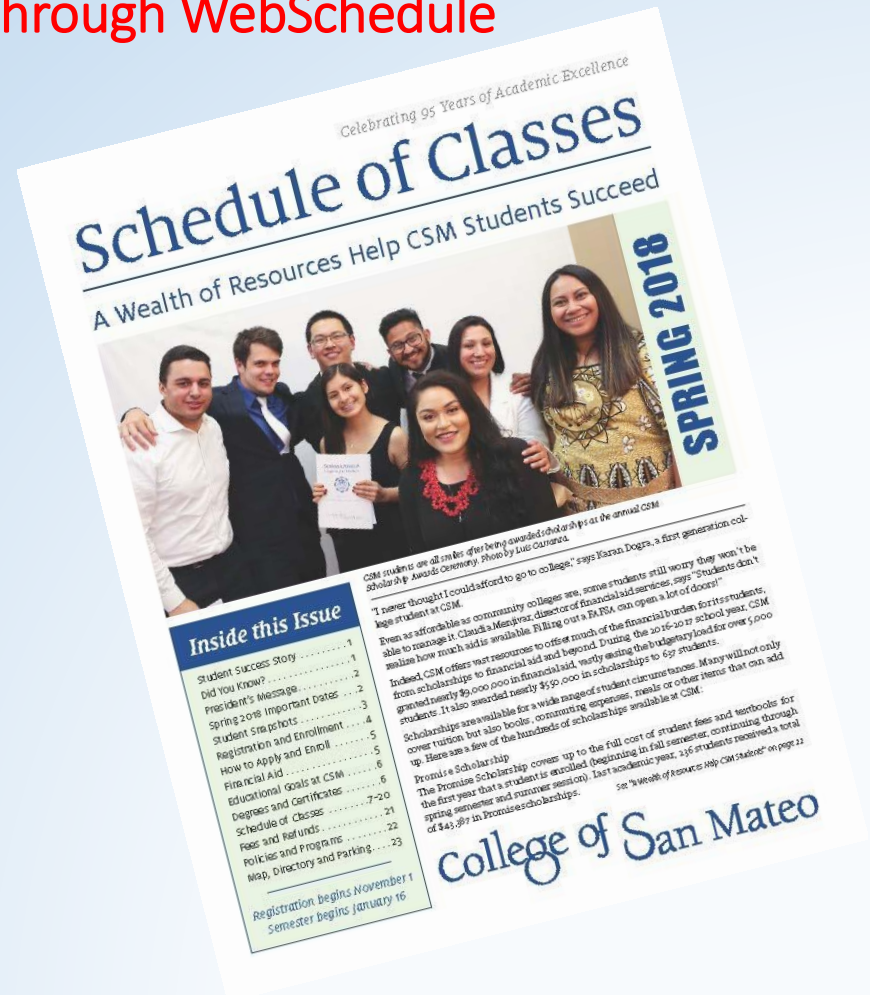 hrough WebSchedule
Celebrating 95 Years of Academic Excellence
Schedule of Classes
A Wealth of Resources Help CSM Students Succeed
SPRING 2018
CSM students are all smiles after being awarded scholarships at the annual CSM
Scholarship Awards Ceremony. Photo by Luis Carranza.
"I never thought I could afford to go to college," says Karan Dogra, a first generation col-
lege student at CSM.
Even as affordable as community colleges are, some students still worry they won't be
able to manage it. Claudia Menjivar, director of financial aid services, says "Students don't
realize how much aid is available. Filling out a FAFSA can open a lot of doors!"
Indeed, CSM offers vast resources to offset much of the financial burden for its students,
from scholarships to financial aid and beyond. During the 2016-2017 school year, CSM
granted nearly $9,000,000 in financial aid, vastly easing the budgetary load for over 5,000
students. It also awarded nearly $550,000 in scholarships to 637 students.
Scholarships are available for a wide range of student circumstances. Many will not only
cover tuition but also books, commuting expenses, meals or other items that can add
up. Here are a few of the hundreds of scholarships available at CSM:
Promise Scholarship
The Promise Scholarship covers up to the full cost of student fees and textbooks for
the first year that a student is enrolled (beginning in fall semester, continuing through
spring semester and summer session). Last academic year, 236 students received a total
of $43,387 in Promise scholarships.
See "A Wealth of Resources Help CSM Students" on page 22
Inside this Issue
Student Success Story . . . . . . . . . 1
Did You Know? . . . . . . . . . . . . . 1
President's Message . . . . . . . . . . 2
Spring 2018 Important Dates . . . 2
Student Snapshots . . . . . . . . . . . 3
Registration and Enrollment . . . . 4
How to Apply and Enroll . . . . . . 5
Financial Aid . . . . . . . . . . . . . . 5
Educational Goals at CSM . . . . . 6
Degrees and Certificates . . . . . . 6
Schedule of Classes . . . . . . . . 7-20
Fees and Refunds . . . . . . . . . . . 21
Policies and Programs . . . . . . . . 22
Map, Directory and Parking. . . . 23
Registration begins November 1
Semester begins January 16
College of San Mateo